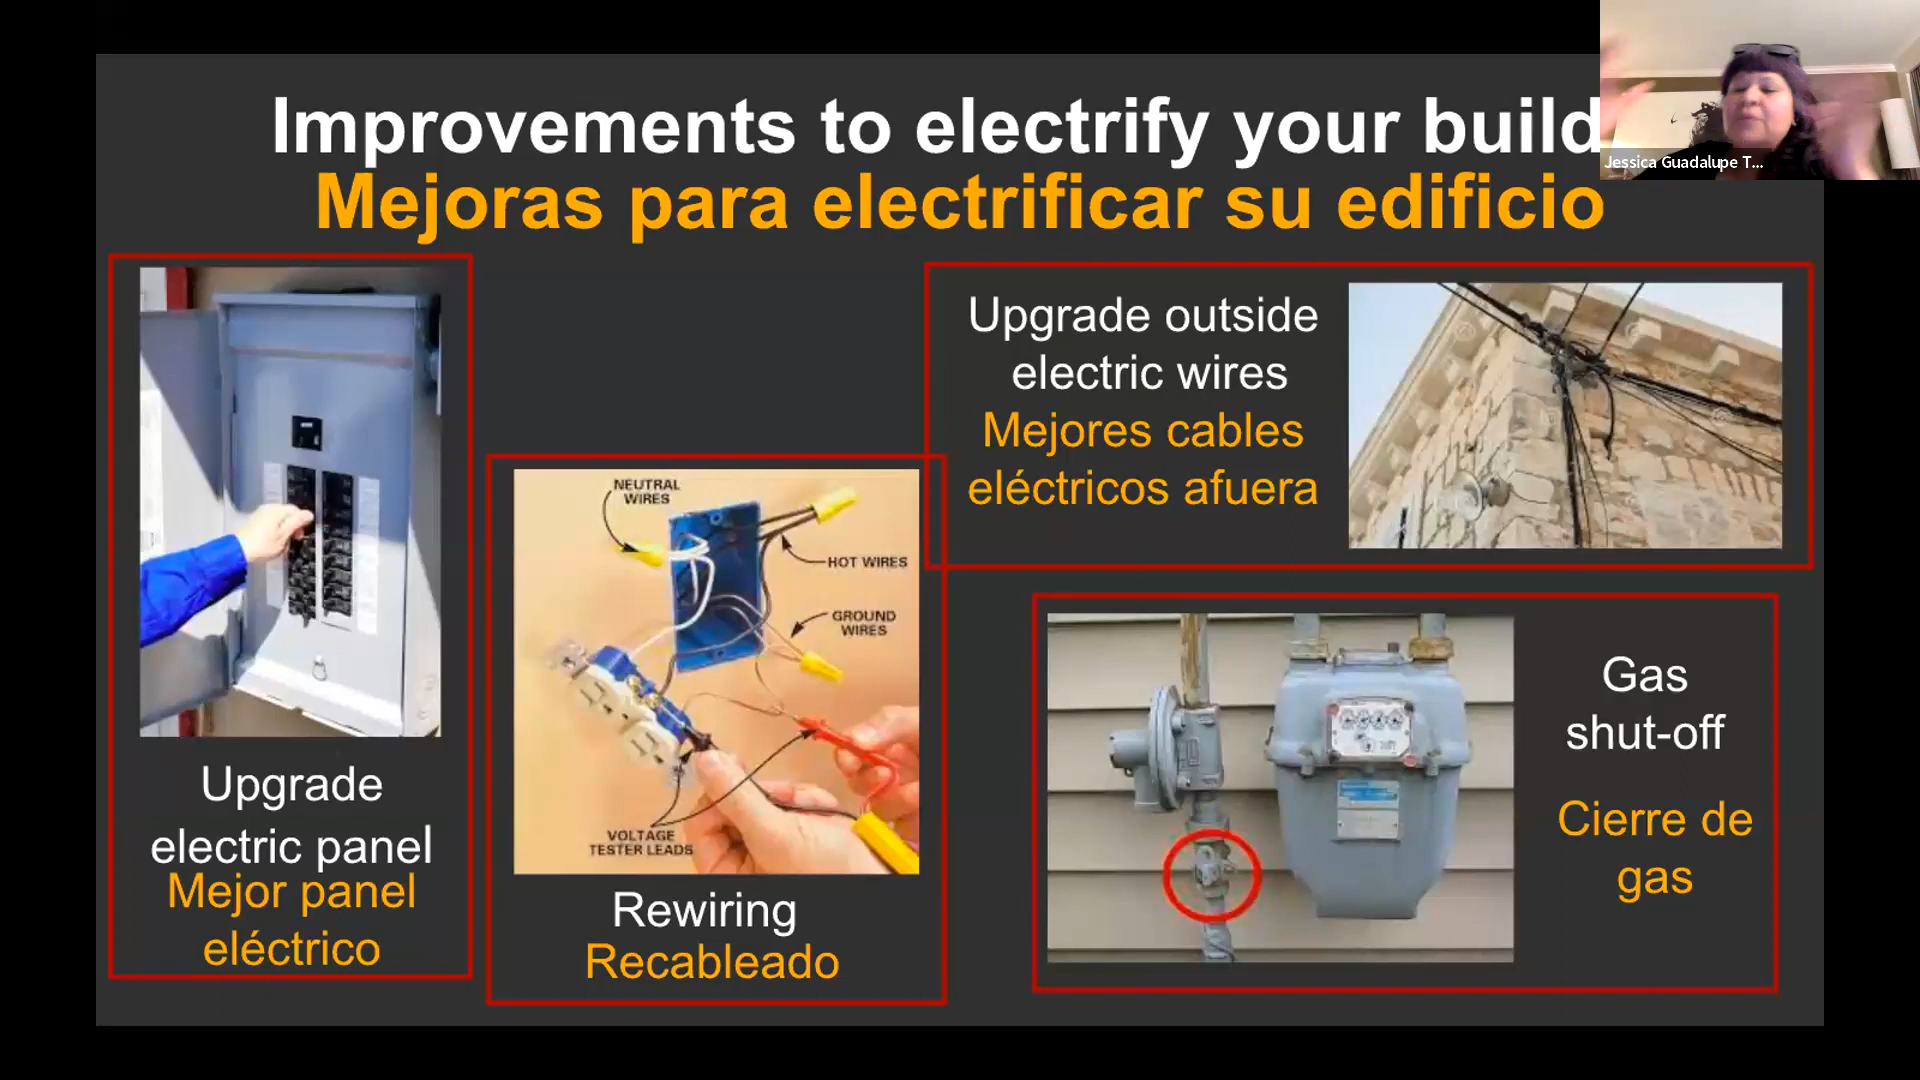 Improvements to electrify your build
Mejoras para electrificar su edificio
Jessica Guadalupe T...
Upgrade
electric panel
Mejor panel
eléctrico
NEUTRAL
WIRES
HOT WIRES
GROUND
WIRES
VOLTAGE
TESTER LEADS
Rewiring
Recableado
Upgrade outside
electric wires
Mejores cables
eléctricos afuera
Gas
shut-off
Cierre de
gas